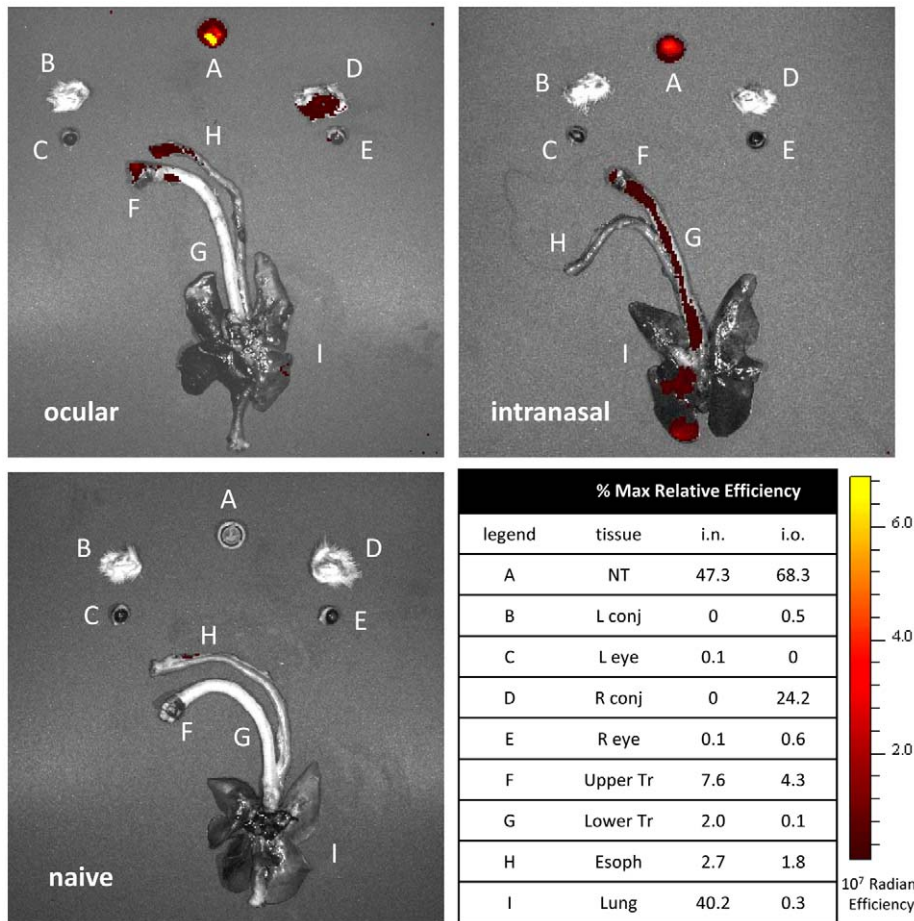 A
B
D
C
E
H
F
G
I
ocular
A
B
D
C
E
F
H
G
I
intranasal
A
B
D
C
E
H
F
G
I
naive
% Max Relative Efficiency
legend tissue i.n. i.o.
A NT 47.3 68.3
B L conj 0 0.5
C L eye 0.1 0
D R conj 0 24.2
E R eye 0.1 0.6
F Upper Tr 7.6 4.3
G Lower Tr 2.0 0.1
H Esoph 2.7 1.8
I Lung 40.2 0.3
6.0
4.0
2.0
10⁷ Radian
Efficiency